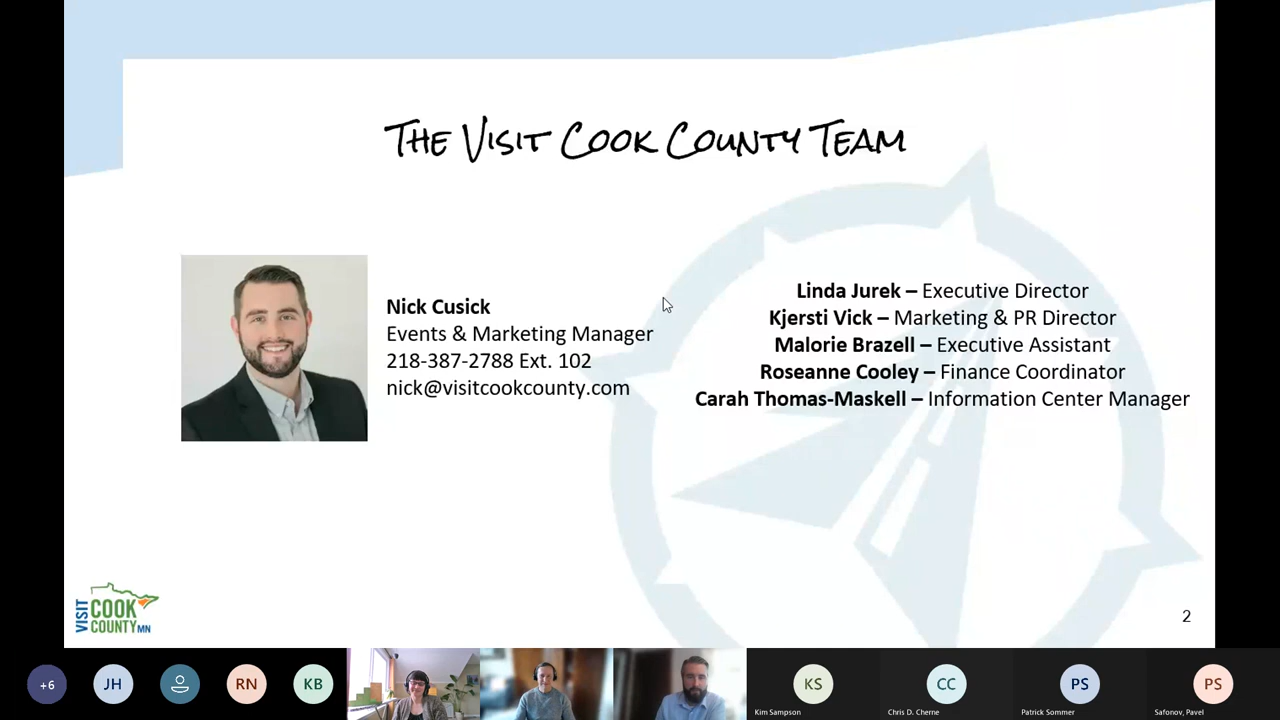 The Visit Cook County Team
Nick Cusick
Events & Marketing Manager
218-387-2788 Ext. 102
nick@visitcookcounty.com
Linda Jurek – Executive Director
Kjersti Vick – Marketing & PR Director
Malorie Brazell – Executive Assistant
Roseanne Cooley – Finance Coordinator
Carah Thomas-Maskell – Information Center Manager
VISIT
COOK
COUNTY MN
2
+6
JH
RN
KB
KS
Kim Sampson
CC
Chris D. Cherne
PS
Patrick Sommer
PS
Safonov, Pavel